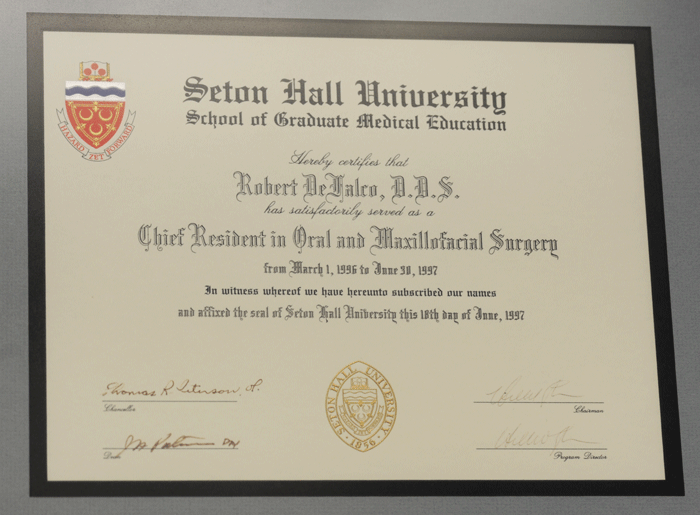 Seton Hall University
School of Graduate Medical Education
HAZARD ZET FORWARD
Hereby certifies that
Robert DeFalco, D.D.S.
has satisfactorily served as a
Chief Resident in Oral and Maxillofacial Surgery
from March 1, 1996 to June 30, 1997
In witness whereof we have hereunto subscribed our names
and affixed the seal of Seton Hall University this 18th day of June, 1997
Thomas R. Peterson,
Chancellor
Dean
SETON HALL UNIVERSITY
1856
Chairman
Program Director